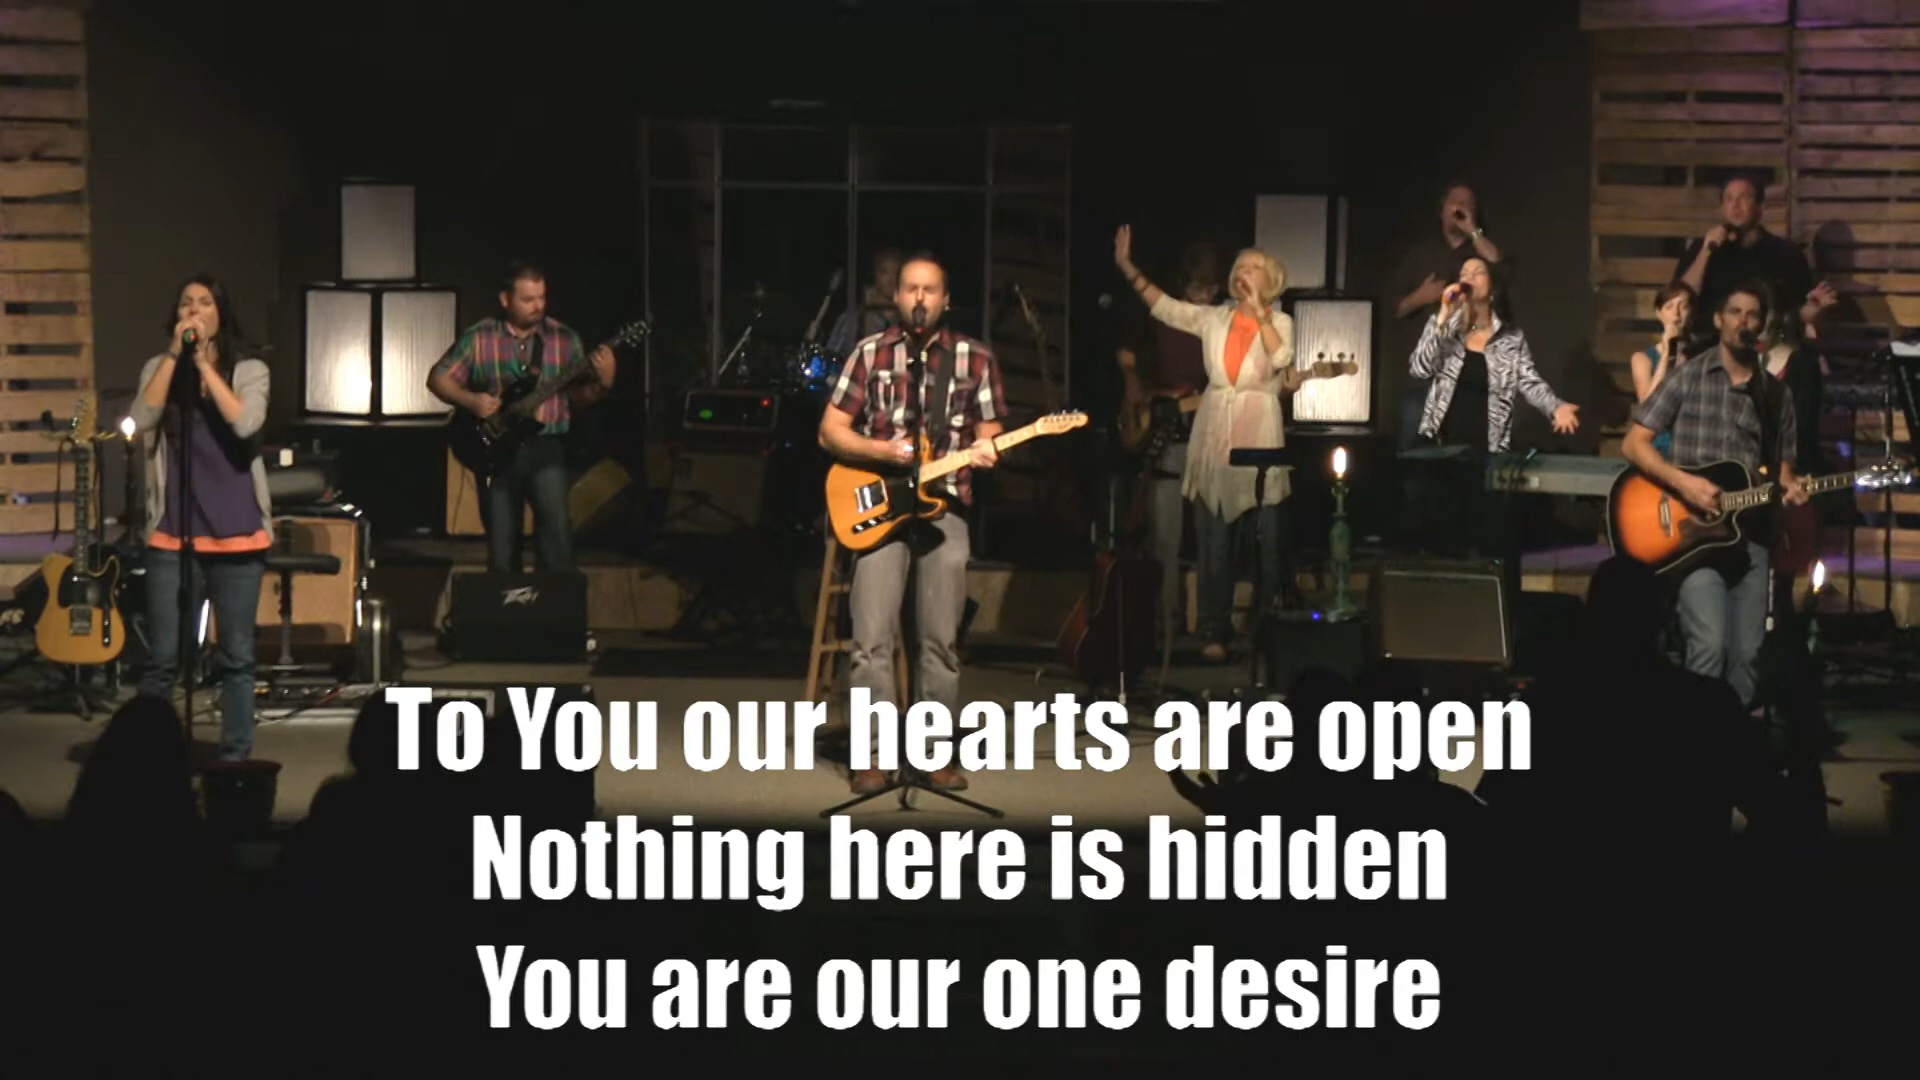 To You our hearts are open
Nothing here is hidden
You are our one desire